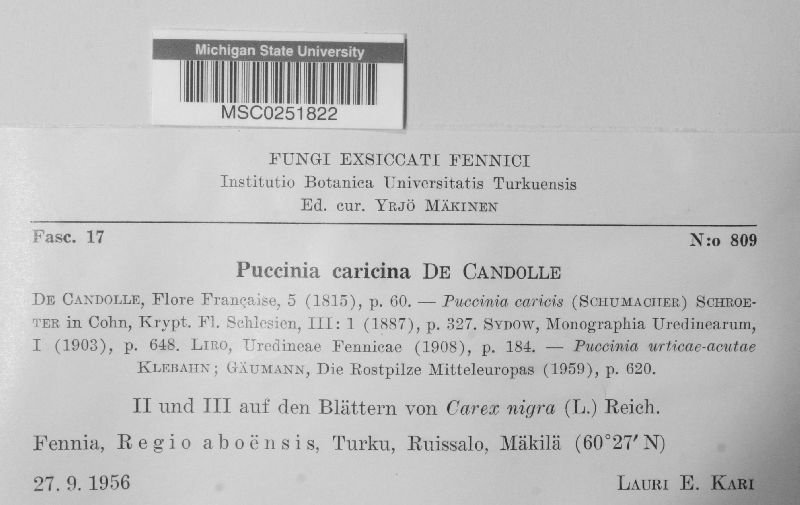 Michigan State University
MSC0251822
FUNGI EXSICCATI FENNICI
Institutio Botanica Universitatis Turkuensis
Ed. cur. YRJÖ MÄKINEN
Fasc. 17 N:o 809
Puccinia caricina DE CANDOLLE
DE CANDOLLE, Flore Française, 5 (1815), p. 60. — Puccinia caricis (SCHUMACHER) SCHROE-
TER in Cohn, Krypt. Fl. Schlesien, III: 1 (1887), p. 327. SYDOW, Monographia Uredinearum,
I (1903), p. 648. LIRO, Uredineae Fennicae (1908), p. 184. — Puccinia urticae-acutae
KLEBAHN; GÄUMANN, Die Rostpilze Mitteleuropas (1959), p. 620.
II und III auf den Blättern von Carex nigra (L.) Reich.
Fennia, Regio aboënsis, Turku, Ruissalo, Mäkilä (60°27′ N)
27. 9. 1956 LAURI E. KARI